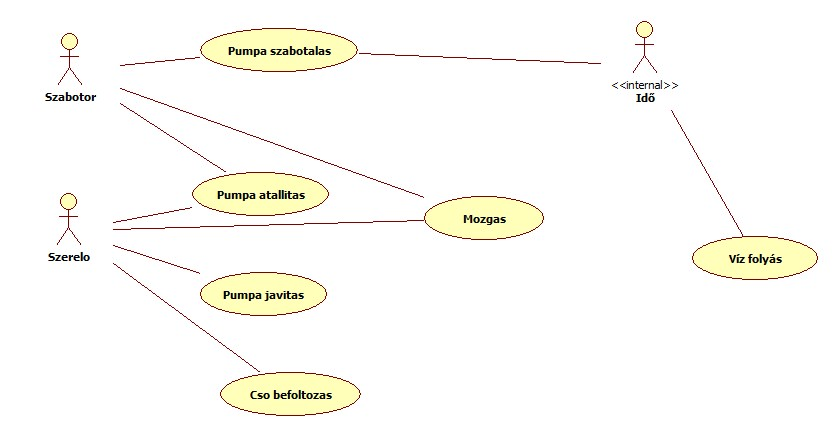 Pumpa szabotalas
Szabotor
<<internal>>
Idő
Pumpa atallitas
Mozgas
Szerelo
Víz folyás
Pumpa javitas
Cso befoltozas